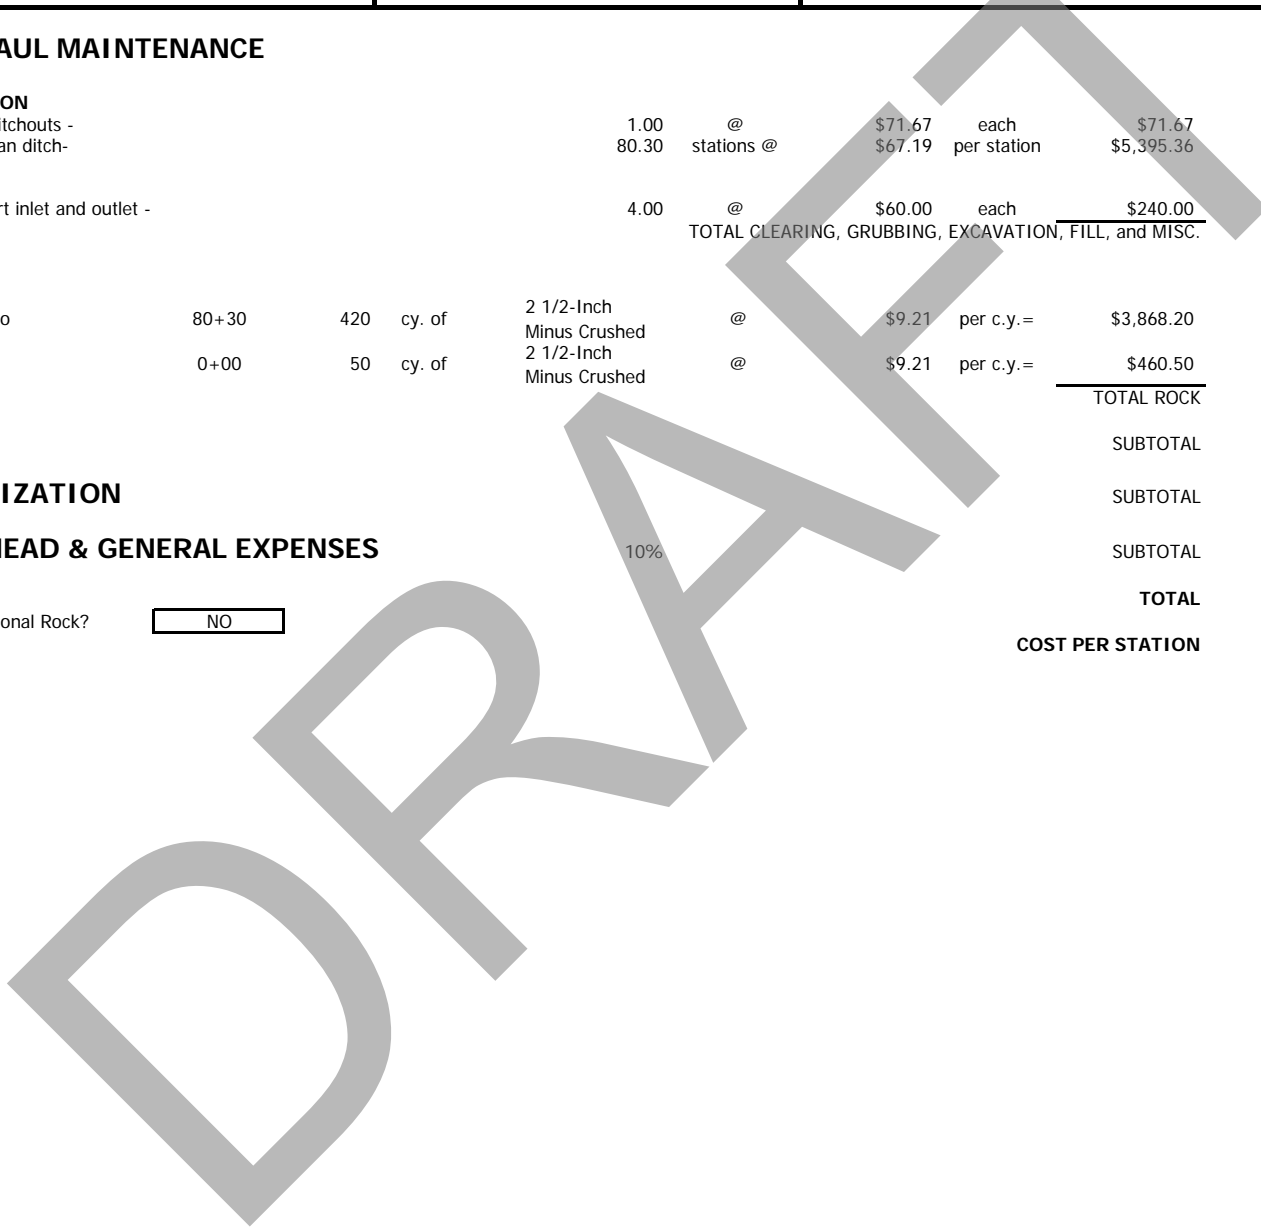 AUL MAINTENANCE
ON
itchouts - 1.00 @ $71.67 each $71.67
an ditch- 80.30 stations @ $67.19 per station $5,395.36
rt inlet and outlet - 4.00 @ $60.00 each $240.00
TOTAL CLEARING, GRUBBING, EXCAVATION, FILL, and MISC.
o 80+30 420 cy. of 2 1/2-Inch Minus Crushed @ $9.21 per c.y.= $3,868.20
0+00 50 cy. of 2 1/2-Inch Minus Crushed @ $9.21 per c.y.= $460.50
TOTAL ROCK
SUBTOTAL
IZATION SUBTOTAL
HEAD & GENERAL EXPENSES 10% SUBTOTAL
TOTAL
onal Rock? NO
COST PER STATION
DRAFT